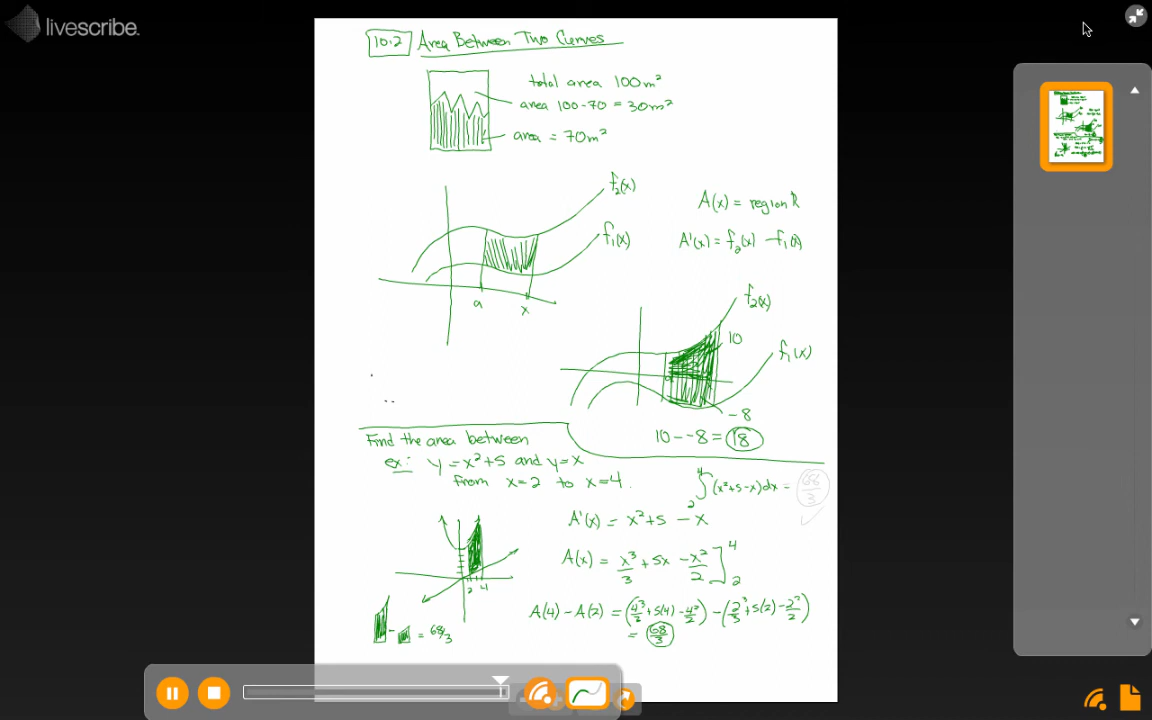 livescribe.
10.2 Area Between Two Curves
total area 100m²
area 100-70 = 30m²
area = 70m²
f₂(x)
f₁(x)
a
x
A(x) = region R
A'(x) = f₂(x) - f₁(x)
f₂(x)
10
f₁(x)
a
-8
10 - -8 = 18
Find the area between
ex: y = x²+5 and y = x
from x=2 to x=4.
∫₂⁴ (x²+5-x)dx = 68/3
A'(x) = x²+5 - x
A(x) = x³/3 + 5x - x²/2 ]₂⁴
2 4
A(4) - A(2) = (4³/3 + 5(4) - 4²/2) - (2³/3 + 5(2) - 2²/2)
= 68/3
- = 68/3